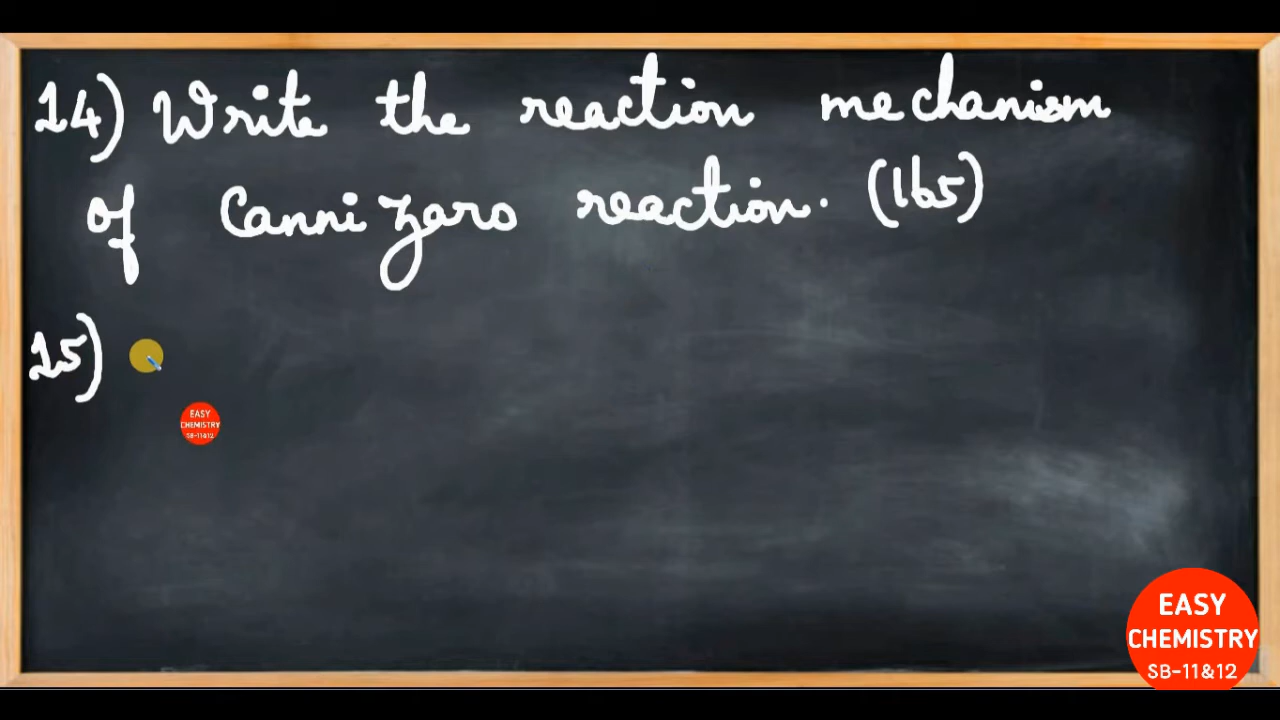 14) Write the reaction mechanism
of Cannizaro reaction. (165)
15)
EASY
CHEMISTRY
SB-11&12
EASY
CHEMISTRY
SB-11&12